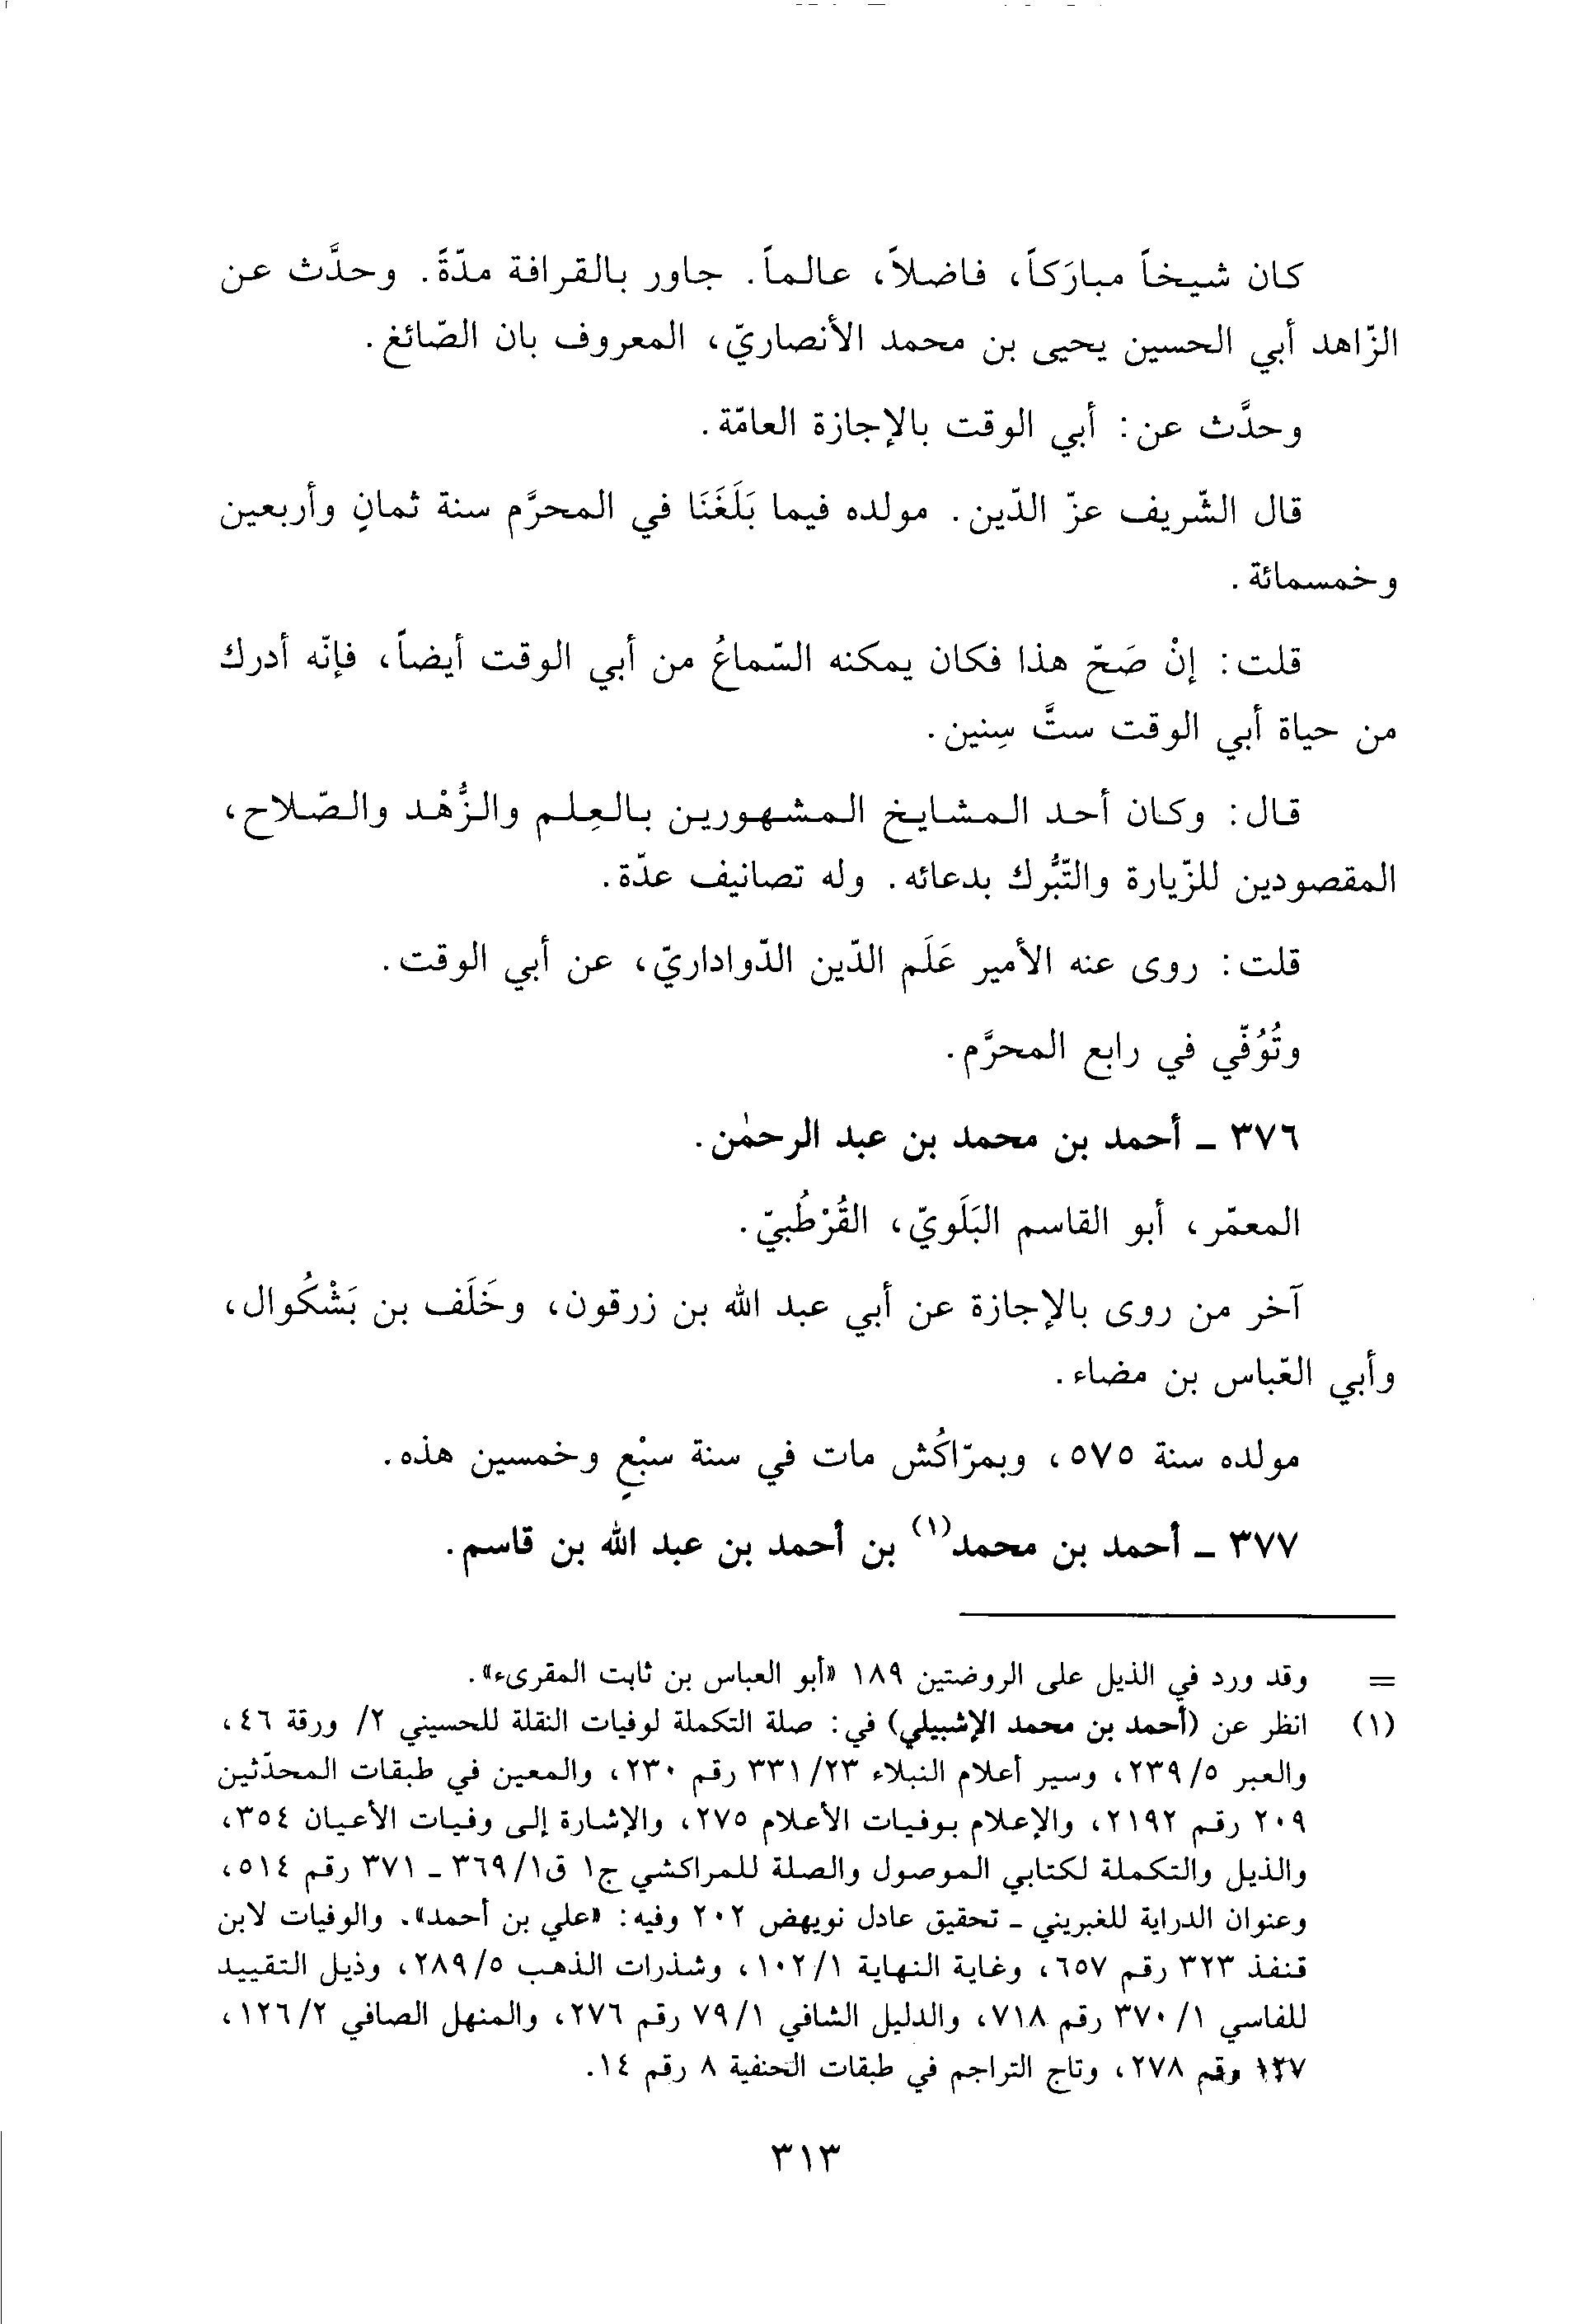 كان شيخاً مبارَكاً، فاضلاً، عالماً. جاور بالقرافة مدّةً. وحدَّث عن
الزّاهد أبي الحسين يحيى بن محمد الأنصاريّ، المعروف بان الصّائغ.
وحدَّث عن: أبي الوقت بالإجازة العامّة.
قال الشّريف عزّ الدّين. مولده فيما بَلَغَنَا في المحرَّم سنة ثمانٍ وأربعين
وخمسمائة.
قلت: إنْ صَحّ هذا فكان يمكنه السّماعُ من أبي الوقت أيضاً، فإنّه أدرك
من حياة أبي الوقت ستَّ سِنين.
قال: وكان أحد المشايخ المشهورين بالعِلم والزُّهْد والصّلاح،
المقصودين للزّيارة والتّبُّرك بدعائه. وله تصانيف عدّة.
قلت: روى عنه الأمير عَلَم الدّين الدّواداريّ، عن أبي الوقت.
وتُوُفّي في رابع المحرَّم.
٣٧٦ ـ أحمد بن محمد بن عبد الرحمٰن.
المعمّر، أبو القاسم البَلَويّ، القُرْطُبيّ.
آخر من روى بالإجازة عن أبي عبد الله بن زرقون، وخَلَف بن بَشْكُوال،
وأبي العّباس بن مضاء.
مولده سنة ٥٧٥، وبمرّاكُش مات في سنة سبْعٍ وخمسين هذه.
٣٧٧ ـ أحمد بن محمد(١) بن أحمد بن عبد الله بن قاسم.
= وقد ورد في الذيل على الروضتين ١٨٩ «أبو العباس بن ثابت المقرىء».
(١) انظر عن (أحمد بن محمد الإشبيلي) في: صلة التكملة لوفيات النقلة للحسيني ٢/ ورقة ٤٦،
والعبر ٢٣٩/٥، وسير أعلام النبلاء ٣٣١/٢٣ رقم ٢٣٠، والمعين في طبقات المحدّثين
٢٠٩ رقم ٢١٩٢، والإعلام بوفيات الأعلام ٢٧٥، والإشارة إلى وفيات الأعيان ٣٥٤،
والذيل والتكملة لكتابي الموصول والصلة للمراكشي ج١ ق٣٦٩/١ ـ ٣٧١ رقم ٥١٤،
وعنوان الدراية للغبريني ـ تحقيق عادل نويهض ٢٠٢ وفيه: «علي بن أحمد». والوفيات لابن
قنفذ ٣٢٣ رقم ٦٥٧، وغاية النهاية ١٠٢/١، وشذرات الذهب ٢٨٩/٥، وذيل التقييد
للفاسي ٣٧٠/١ رقم ٧١٨، والدليل الشافي ٧٩/١ رقم ٢٧٦، والمنهل الصافي ١٢٦/٢،
١٢٧ رقم ٢٧٨، وتاج التراجم في طبقات الحنفية ٨ رقم ١٤.
٣١٣